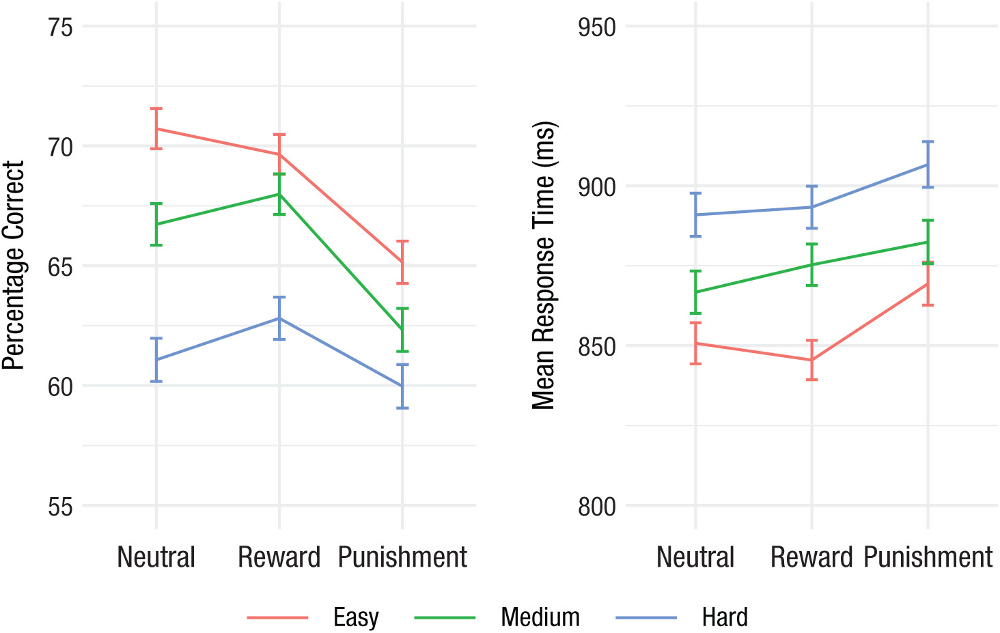 Percentage Correct
75
70
65
60
55
Neutral Reward Punishment
Mean Response Time (ms)
950
900
850
800
Neutral Reward Punishment
Easy Medium Hard